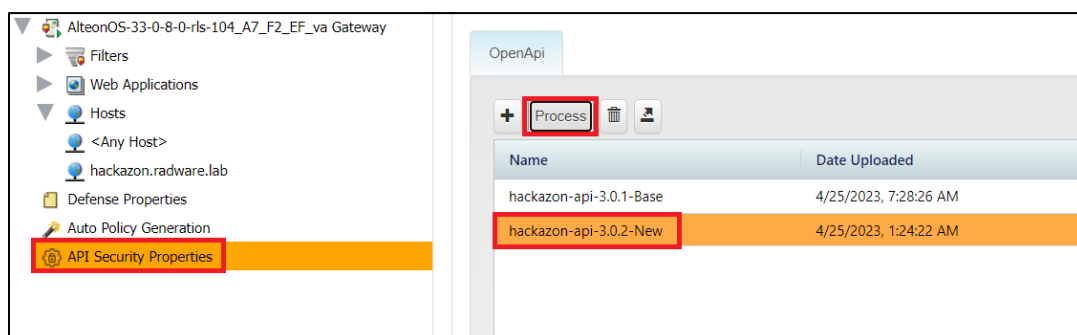 AlteonOS-33-0-8-0-rls-104_A7_F2_EF_va Gateway
Filters
Web Applications
Hosts
<Any Host>
hackazon.radware.lab
Defense Properties
Auto Policy Generation
API Security Properties
OpenApi
Process
Name Date Uploaded
hackazon-api-3.0.1-Base 4/25/2023, 7:28:26 AM
hackazon-api-3.0.2-New 4/25/2023, 1:24:22 AM